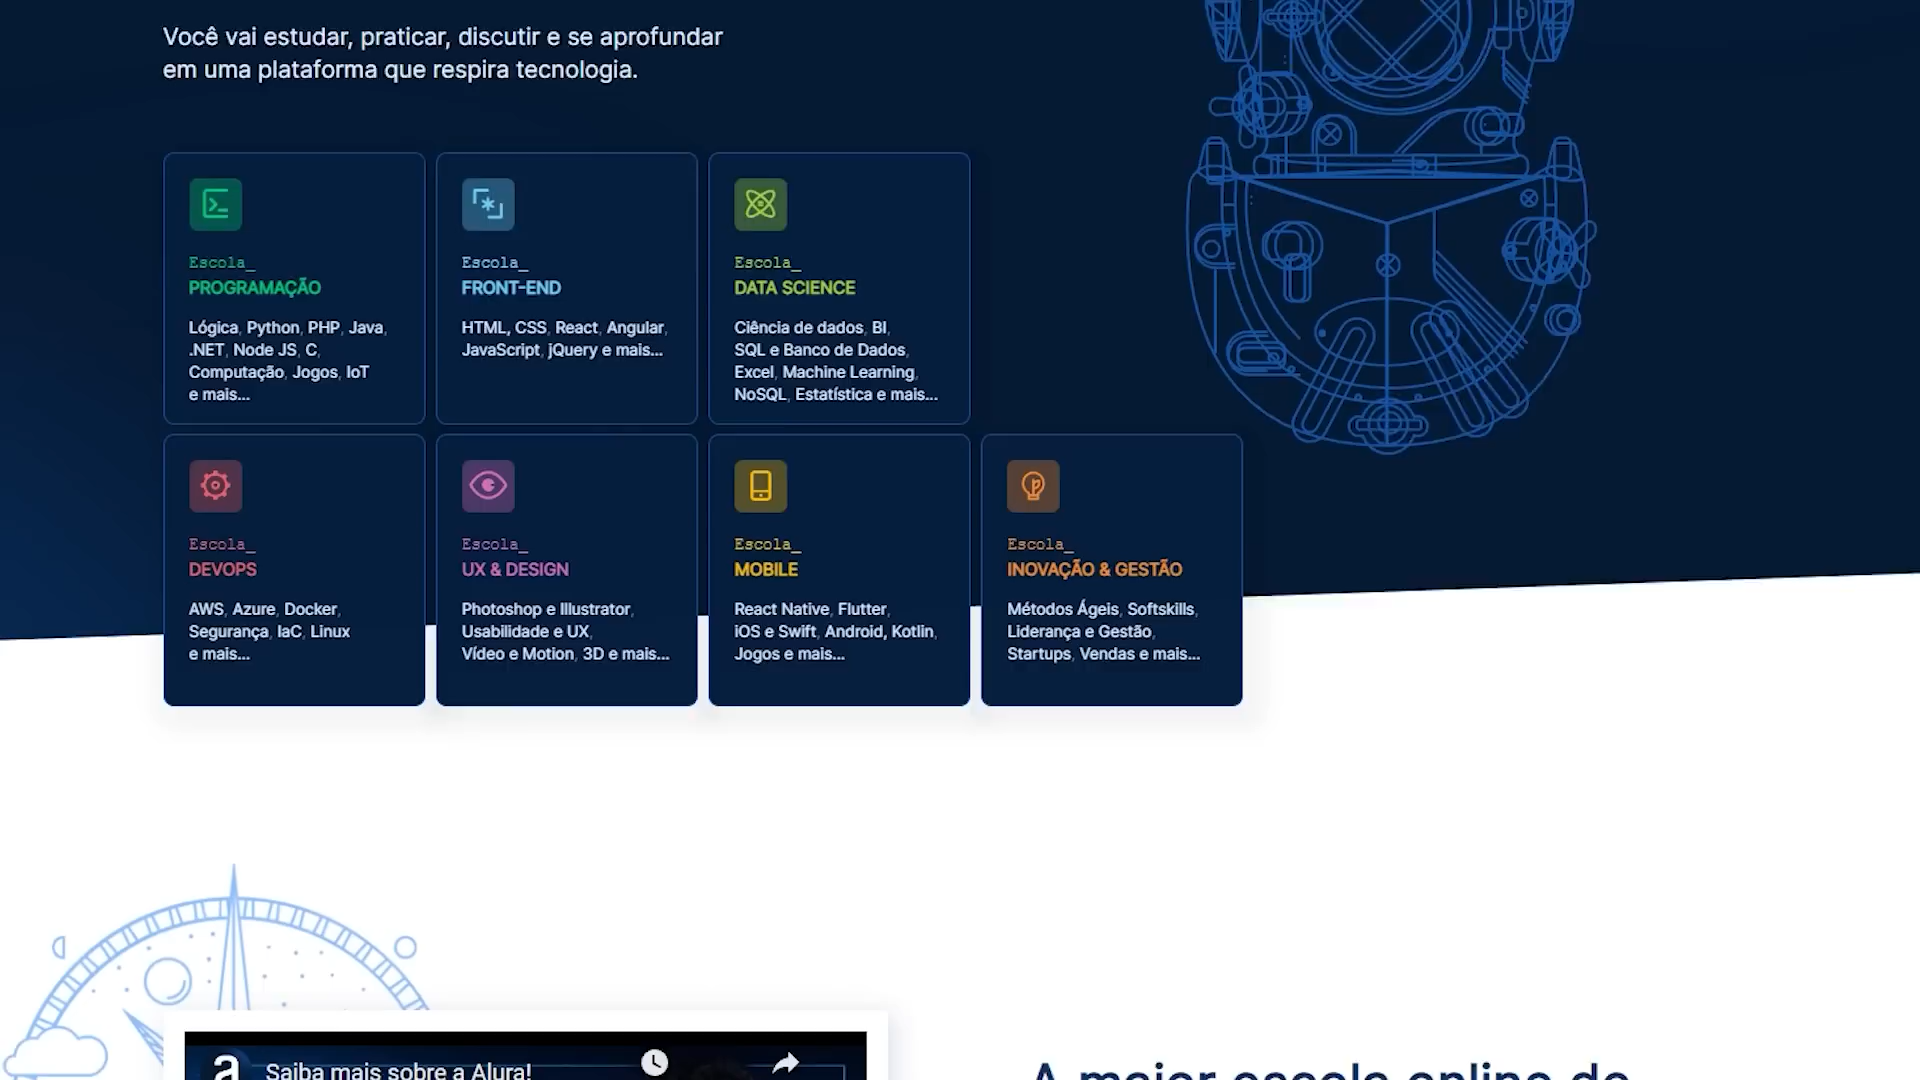 Você vai estudar, praticar, discutir e se aprofundar
em uma plataforma que respira tecnologia.
Escola_
PROGRAMAÇÃO
Lógica, Python, PHP, Java,
.NET, Node JS, C,
Computação, Jogos, IoT
e mais...
Escola_
FRONT-END
HTML, CSS, React, Angular,
JavaScript, jQuery e mais...
Escola_
DATA SCIENCE
Ciência de dados, BI,
SQL e Banco de Dados,
Excel, Machine Learning,
NoSQL, Estatística e mais...
Escola_
DEVOPS
AWS, Azure, Docker,
Segurança, IaC, Linux
e mais...
Escola_
UX & DESIGN
Photoshop e Illustrator,
Usabilidade e UX,
Vídeo e Motion, 3D e mais...
Escola_
MOBILE
React Native, Flutter,
iOS e Swift, Android, Kotlin,
Jogos e mais...
Escola_
INOVAÇÃO & GESTÃO
Métodos Ágeis, Softskills,
Liderança e Gestão,
Startups, Vendas e mais...
a Saiba mais sobre a Alura!
A maior escola online de